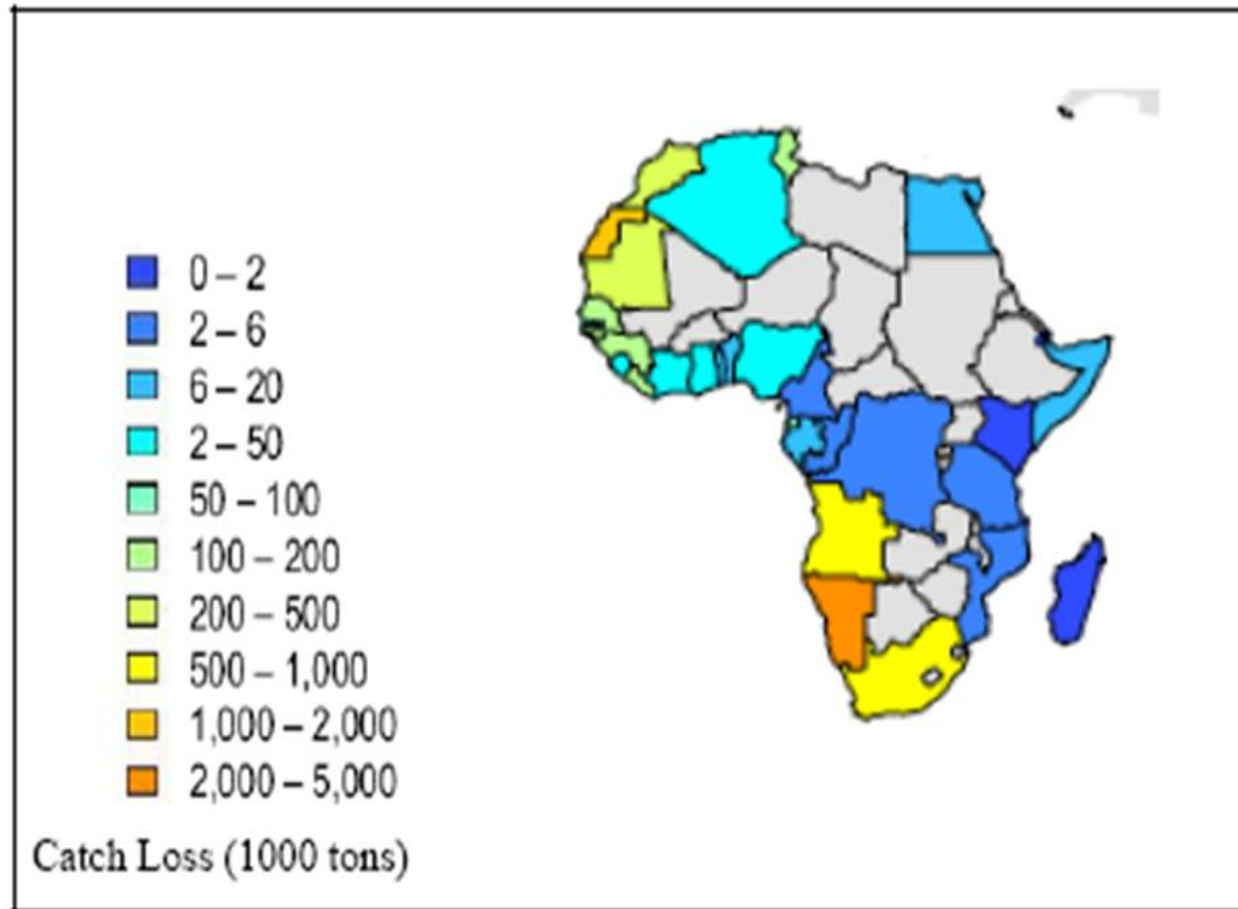 0 – 2
2 – 6
6 – 20
2 – 50
50 – 100
100 – 200
200 – 500
500 – 1,000
1,000 – 2,000
2,000 – 5,000
Catch Loss (1000 tons)